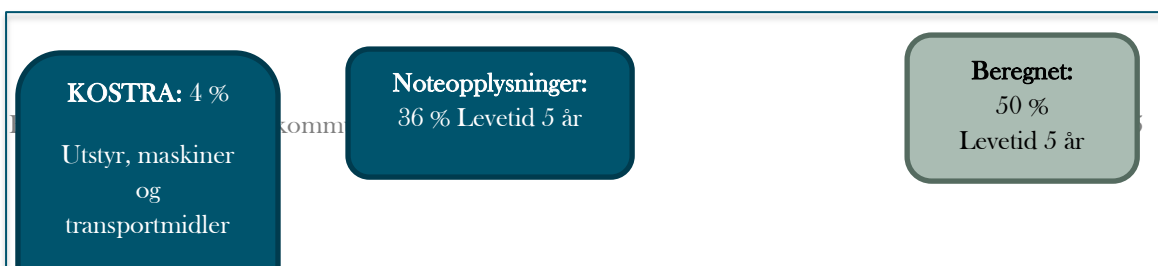 KOSTRA: 4 %
Utstyr, maskiner
og
transportmidler
Noteopplysninger:
36 % Levetid 5 år
Beregnet:
50 %
Levetid 5 år